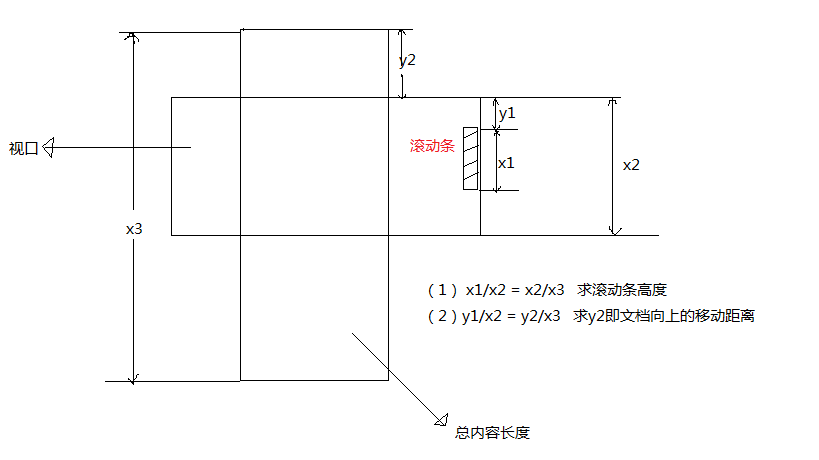 y2
y1
滚动条
视口
x1
x2
x3
（1） x1/x2 = x2/x3 求滚动条高度
（2）y1/x2 = y2/x3 求y2即文档向上的移动距离
总内容长度